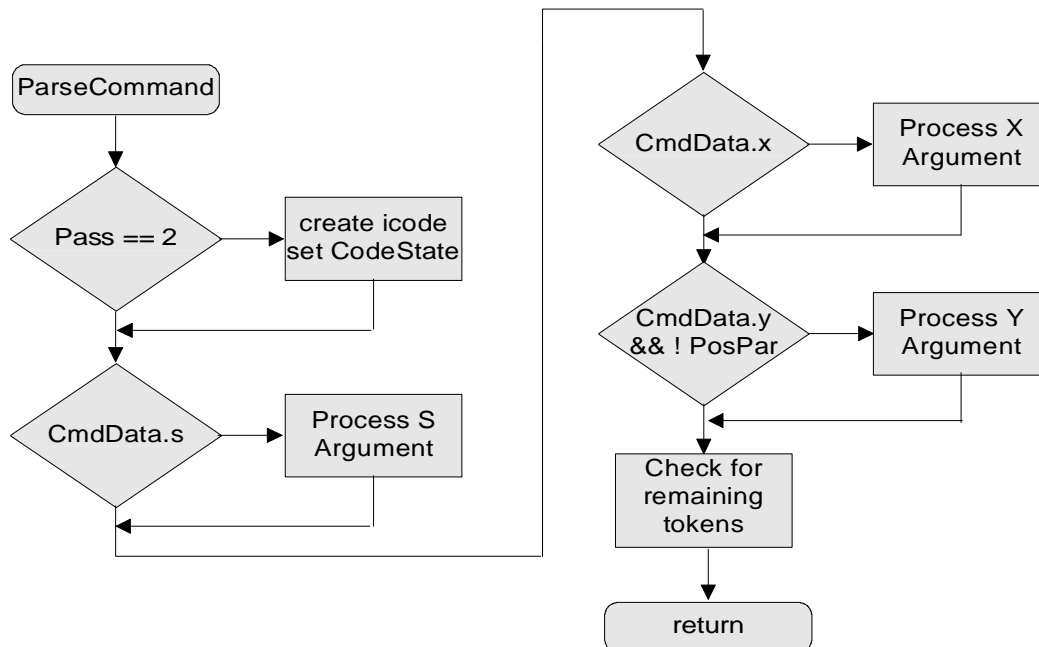 ParseCommand
Pass == 2
create icode
set CodeState
CmdData.s
Process S
Argument
CmdData.x
Process X
Argument
CmdData.y
&& ! PosPar
Process Y
Argument
Check for
remaining
tokens
return